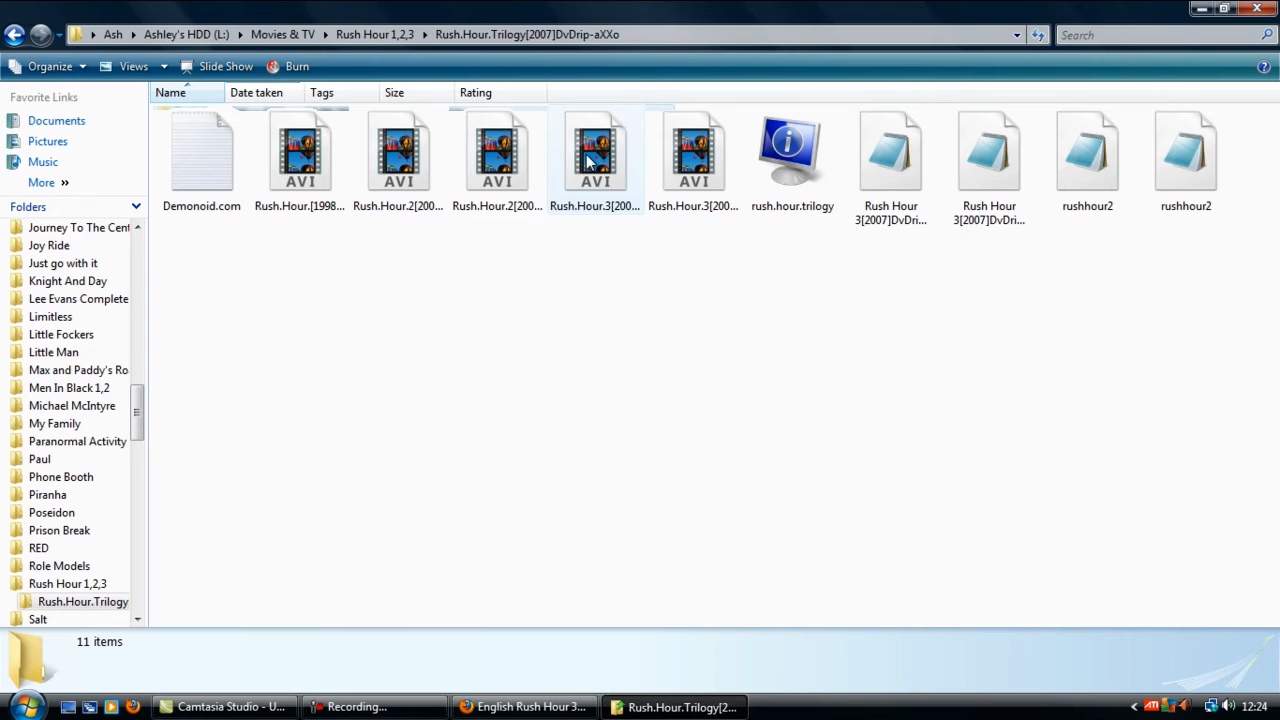 Ash ▸ Ashley's HDD (L:) ▸ Movies & TV ▸ Rush Hour 1,2,3 ▸ Rush.Hour.Trilogy[2007]DvDrip-aXXo
Search
Organize Views Slide Show Burn
Favorite Links
Documents
Pictures
Music
More »
Folders
Journey To The Cent
Joy Ride
Just go with it
Knight And Day
Lee Evans Complete
Limitless
Little Fockers
Little Man
Max and Paddy's Ro
Men In Black 1,2
Michael McIntyre
My Family
Paranormal Activity
Paul
Phone Booth
Piranha
Poseidon
Prison Break
RED
Role Models
Rush Hour 1,2,3
Rush.Hour.Trilogy
Salt
Name Date taken Tags Size Rating
AVI AVI AVI AVI AVI
Demonoid.com
Rush.Hour.[1998...
Rush.Hour.2[200...
Rush.Hour.2[200...
Rush.Hour.3[200...
Rush.Hour.3[200...
rush.hour.trilogy
Rush Hour
3[2007]DvDri...
Rush Hour
3[2007]DvDri...
rushhour2
rushhour2
11 items
Camtasia Studio - U...
Recording...
English Rush Hour 3...
Rush.Hour.Trilogy[2...
ATI
12:24